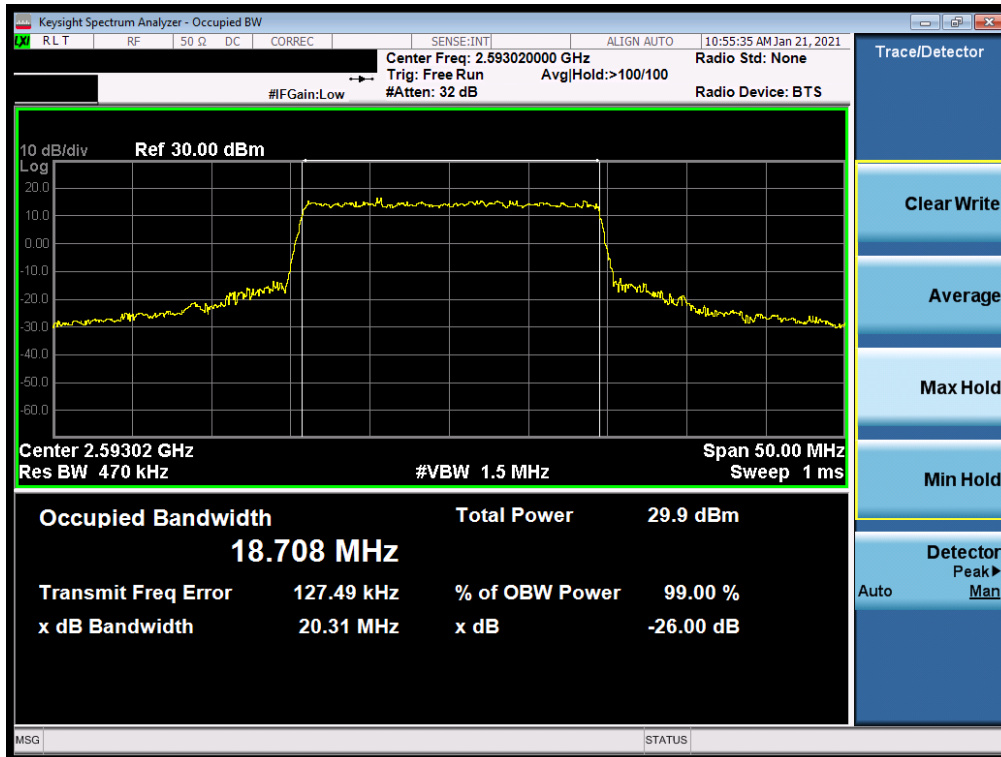 Keysight Spectrum Analyzer - Occupied BW
LXI RLT RF 50 Ω DC CORREC SENSE:INT ALIGN AUTO 10:55:35 AM Jan 21, 2021
Center Freq: 2.593020000 GHz Radio Std: None
Trig: Free Run Avg|Hold:>100/100
#IFGain:Low #Atten: 32 dB Radio Device: BTS
Trace/Detector
10 dB/div Ref 30.00 dBm
Log
20.0
10.0
0.00
-10.0
-20.0
-30.0
-40.0
-50.0
-60.0
Center 2.59302 GHz Span 50.00 MHz
Res BW 470 kHz #VBW 1.5 MHz Sweep 1 ms
Occupied Bandwidth Total Power 29.9 dBm
18.708 MHz
Transmit Freq Error 127.49 kHz % of OBW Power 99.00 %
x dB Bandwidth 20.31 MHz x dB -26.00 dB
Clear Write
Average
Max Hold
Min Hold
Detector
Peak▶
Auto Man
MSG STATUS